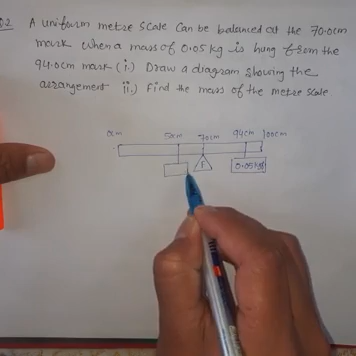 Q2 A uniform metre scale can be balanced at the 70.0cm
mark when a mass of 0.05 kg is hung from the
94.0cm mark (i.) Draw a diagram showing the
arrangement ii.) Find the mass of the metre scale.
0cm 50cm 70cm 94cm 100cm
F 0.05kg